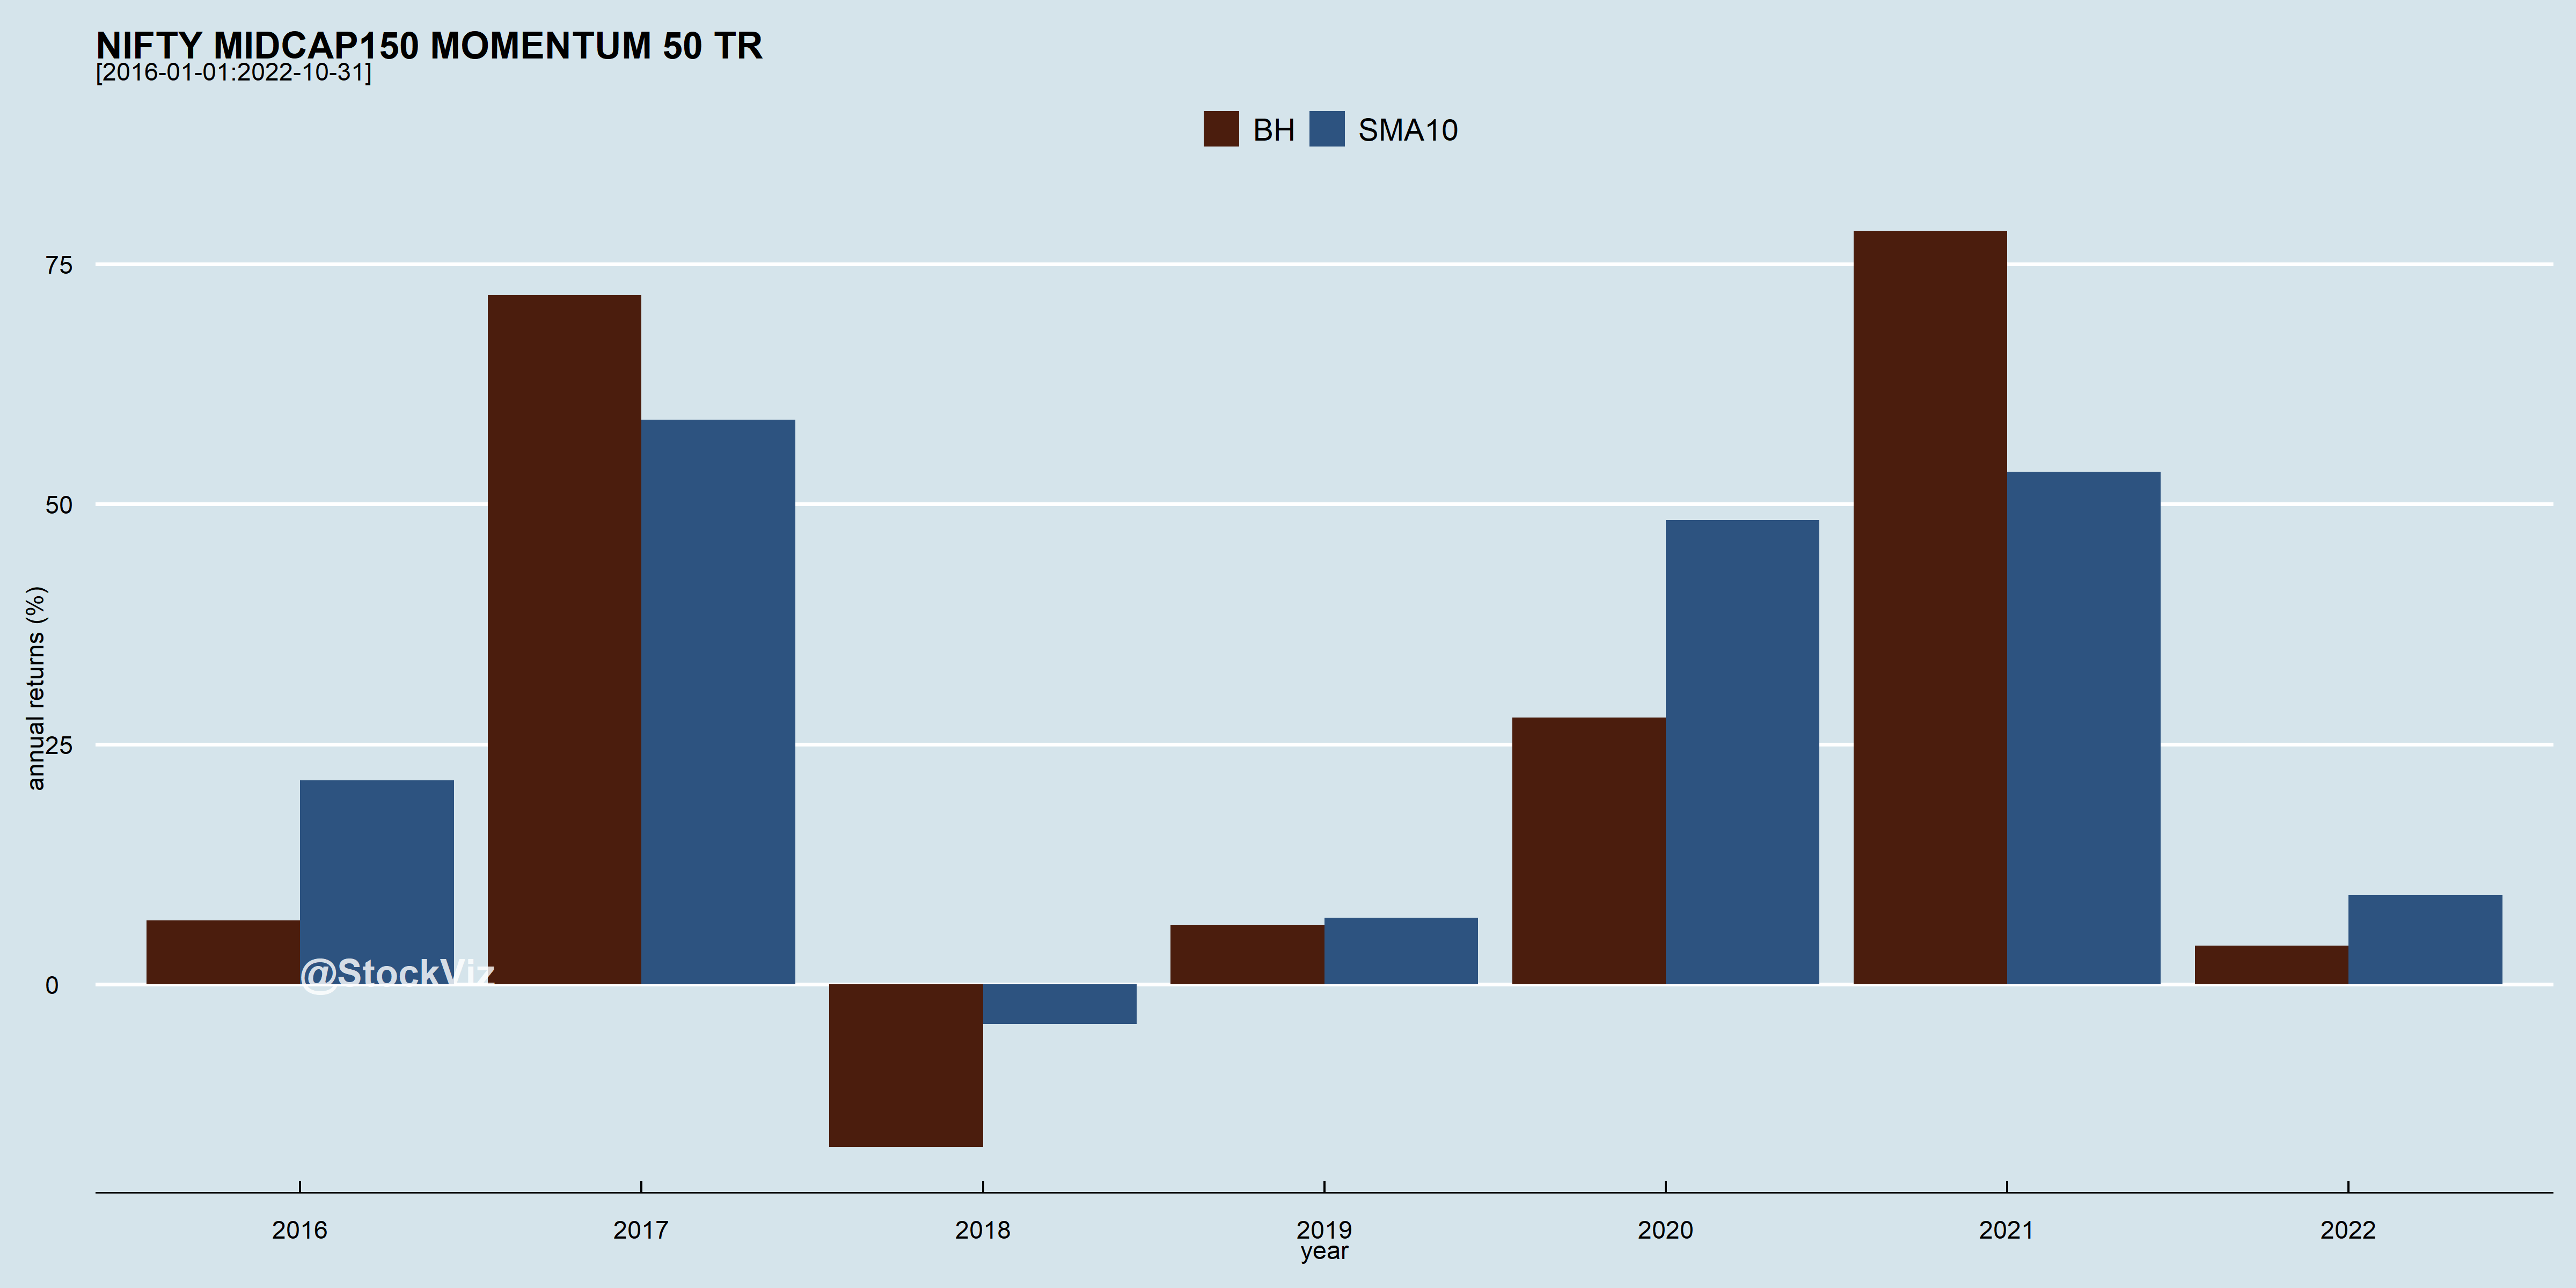 NIFTY MIDCAP150 MOMENTUM 50 TR
[2016-01-01:2022-10-31]
BH SMA10
75
50
25
0
annual returns (%)
@StockViz
2016 2017 2018 2019 2020 2021 2022
year